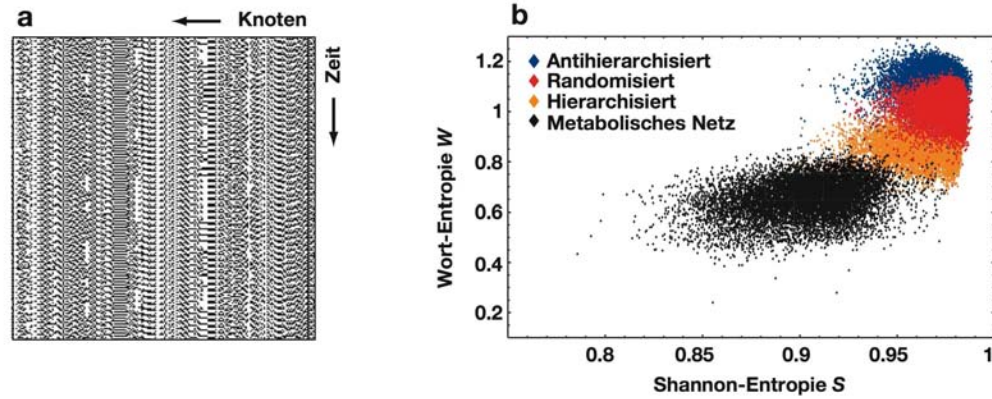 a
Knoten
Zeit
b
Wort-Entropie W
1.2
1
0.8
0.6
0.4
0.2
Antihierarchisiert
Randomisiert
Hierarchisiert
Metabolisches Netz
0.8
0.85
0.9
0.95
1
Shannon-Entropie S